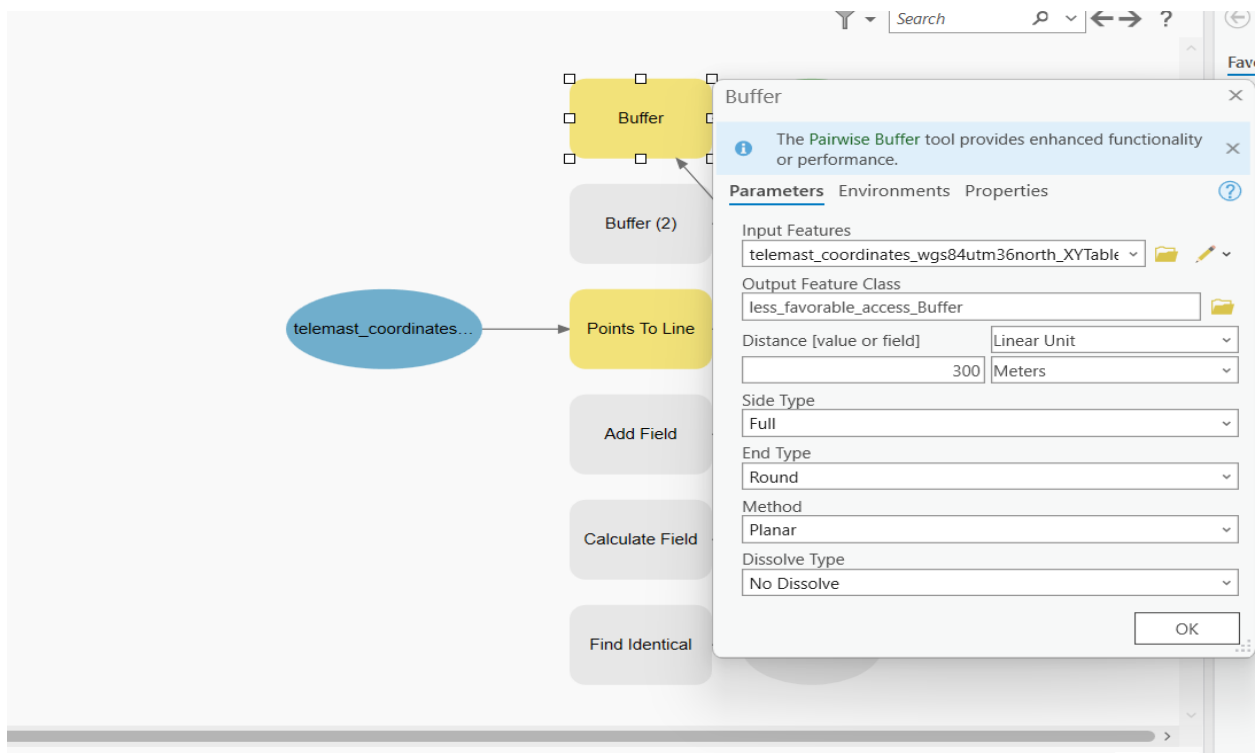 Search
?
Fav
Buffer
Buffer (2)
telemast_coordinates...
Points To Line
Add Field
Calculate Field
Find Identical
Buffer
The Pairwise Buffer tool provides enhanced functionality
or performance.
Parameters Environments Properties
?
Input Features
telemast_coordinates_wgs84utm36north_XYTable
Output Feature Class
less_favorable_access_Buffer
Distance [value or field] Linear Unit
300 Meters
Side Type
Full
End Type
Round
Method
Planar
Dissolve Type
No Dissolve
OK